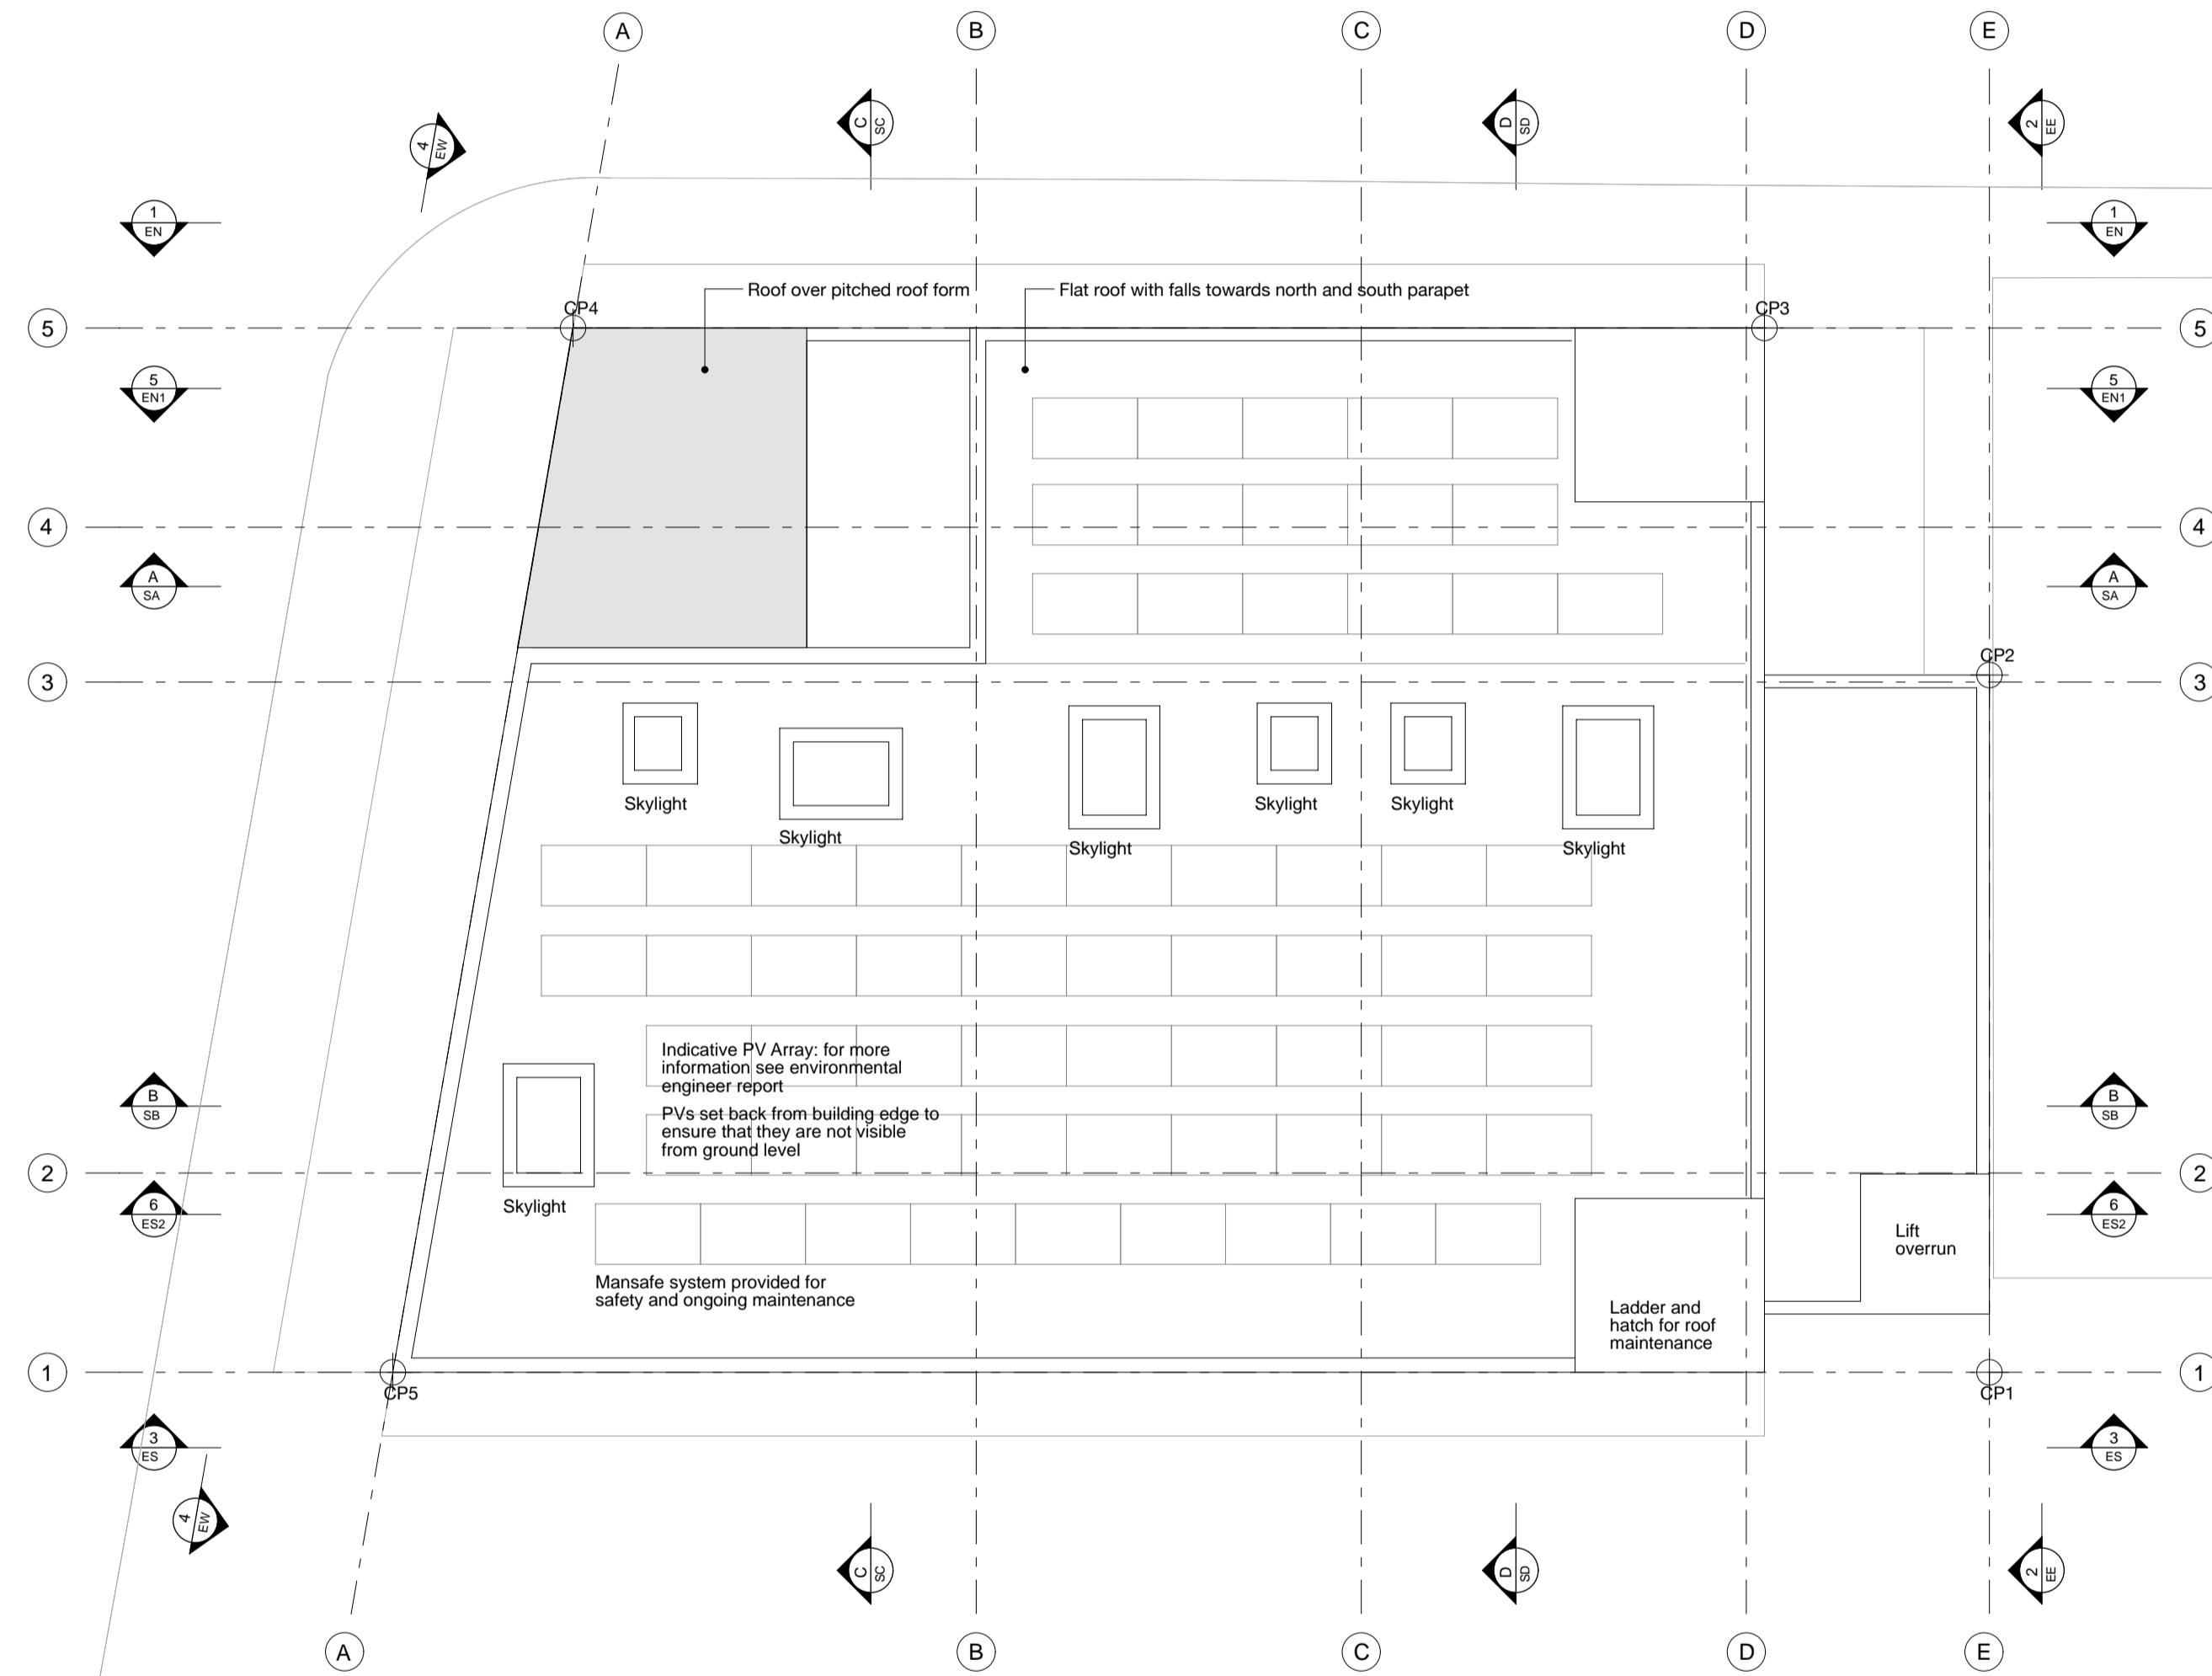 A
B
C
D
E
C
SC
D
SD
2
EE
4
EW
1
EN
1
EN
Roof over pitched roof form
Flat roof with falls towards north and south parapet
CP4
CP3
5
5
5
EN1
5
EN1
4
4
A
SA
A
SA
CP2
3
3
Skylight
Skylight
Skylight
Skylight
Skylight
Skylight
Indicative PV Array: for more
information see environmental
engineer report
PVs set back from building edge to
ensure that they are not visible
from ground level
B
SB
B
SB
2
2
Skylight
6
ES2
6
ES2
Lift
overrun
Mansafe system provided for
safety and ongoing maintenance
Ladder and
hatch for roof
maintenance
1
1
CP5
CP1
3
ES
3
ES
4
EW
C
SC
D
SD
2
EE
A
B
C
D
E